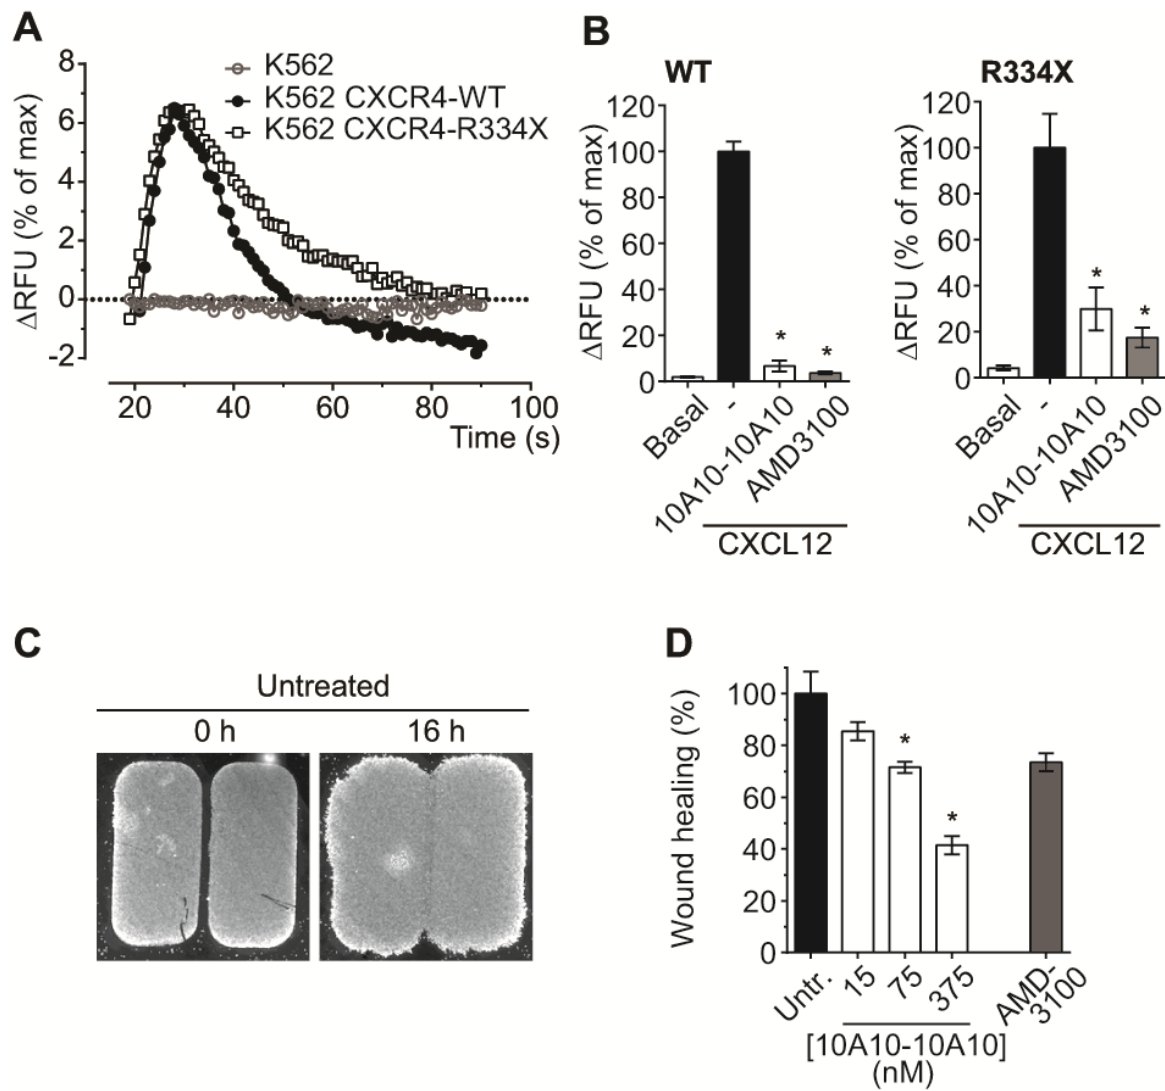 A
8
6
4
2
0
-2
ΔRFU (% of max)
K562
K562 CXCR4-WT
K562 CXCR4-R334X
20 40 60 80 100
Time (s)
B
WT
120
100
80
60
40
20
0
ΔRFU (% of max)
* *
Basal
-
10A10-10A10
AMD3100
CXCL12
R334X
120
100
80
60
40
20
0
ΔRFU (% of max)
*
*
Basal
-
10A10-10A10
AMD3100
CXCL12
C
Untreated
0 h 16 h
D
100
80
60
40
20
0
Wound healing (%)
*
*
Untr.
15
75
375
AMD-
3100
[10A10-10A10]
(nM)